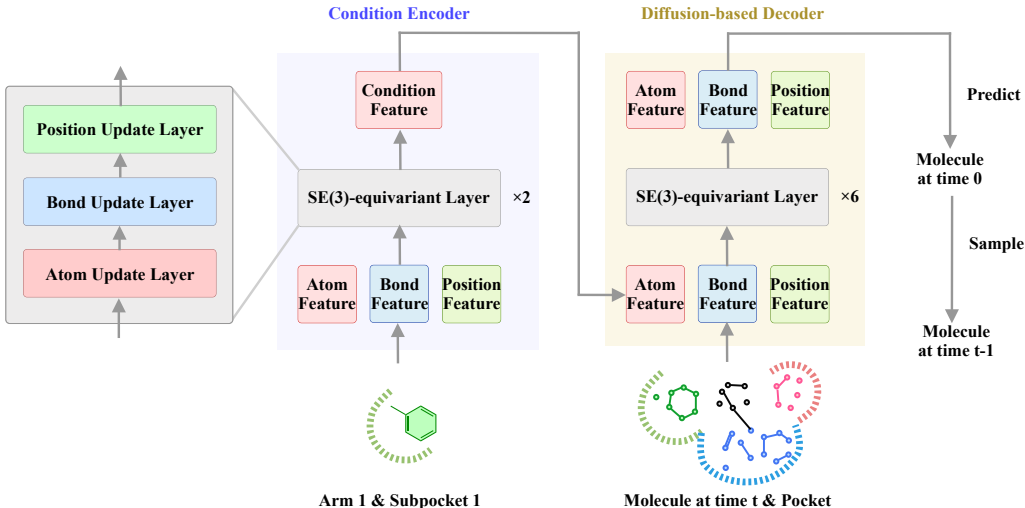 Condition Encoder
Diffusion-based Decoder
Position Update Layer
Bond Update Layer
Atom Update Layer
Condition
Feature
SE(3)-equivariant Layer
×2
Atom
Feature
Bond
Feature
Position
Feature
Arm 1 & Subpocket 1
Atom
Feature
Bond
Feature
Position
Feature
SE(3)-equivariant Layer
×6
Atom
Feature
Bond
Feature
Position
Feature
Molecule at time t & Pocket
Predict
Molecule
at time 0
Sample
Molecule
at time t-1